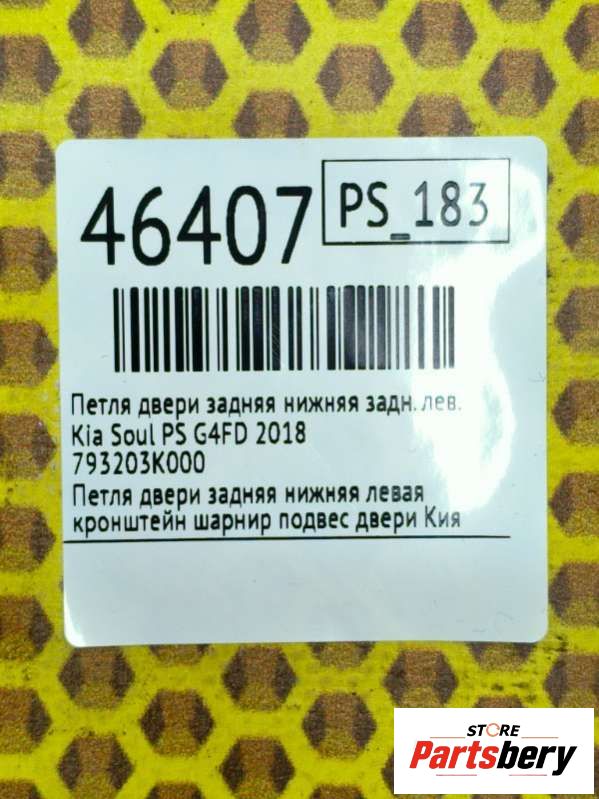 46407
PS_183
Петля двери задняя нижняя задн. лев.
Kia Soul PS G4FD 2018
793203K000
Петля двери задняя нижняя левая
кронштейн шарнир подвес двери Кия
STORE
Partsbery